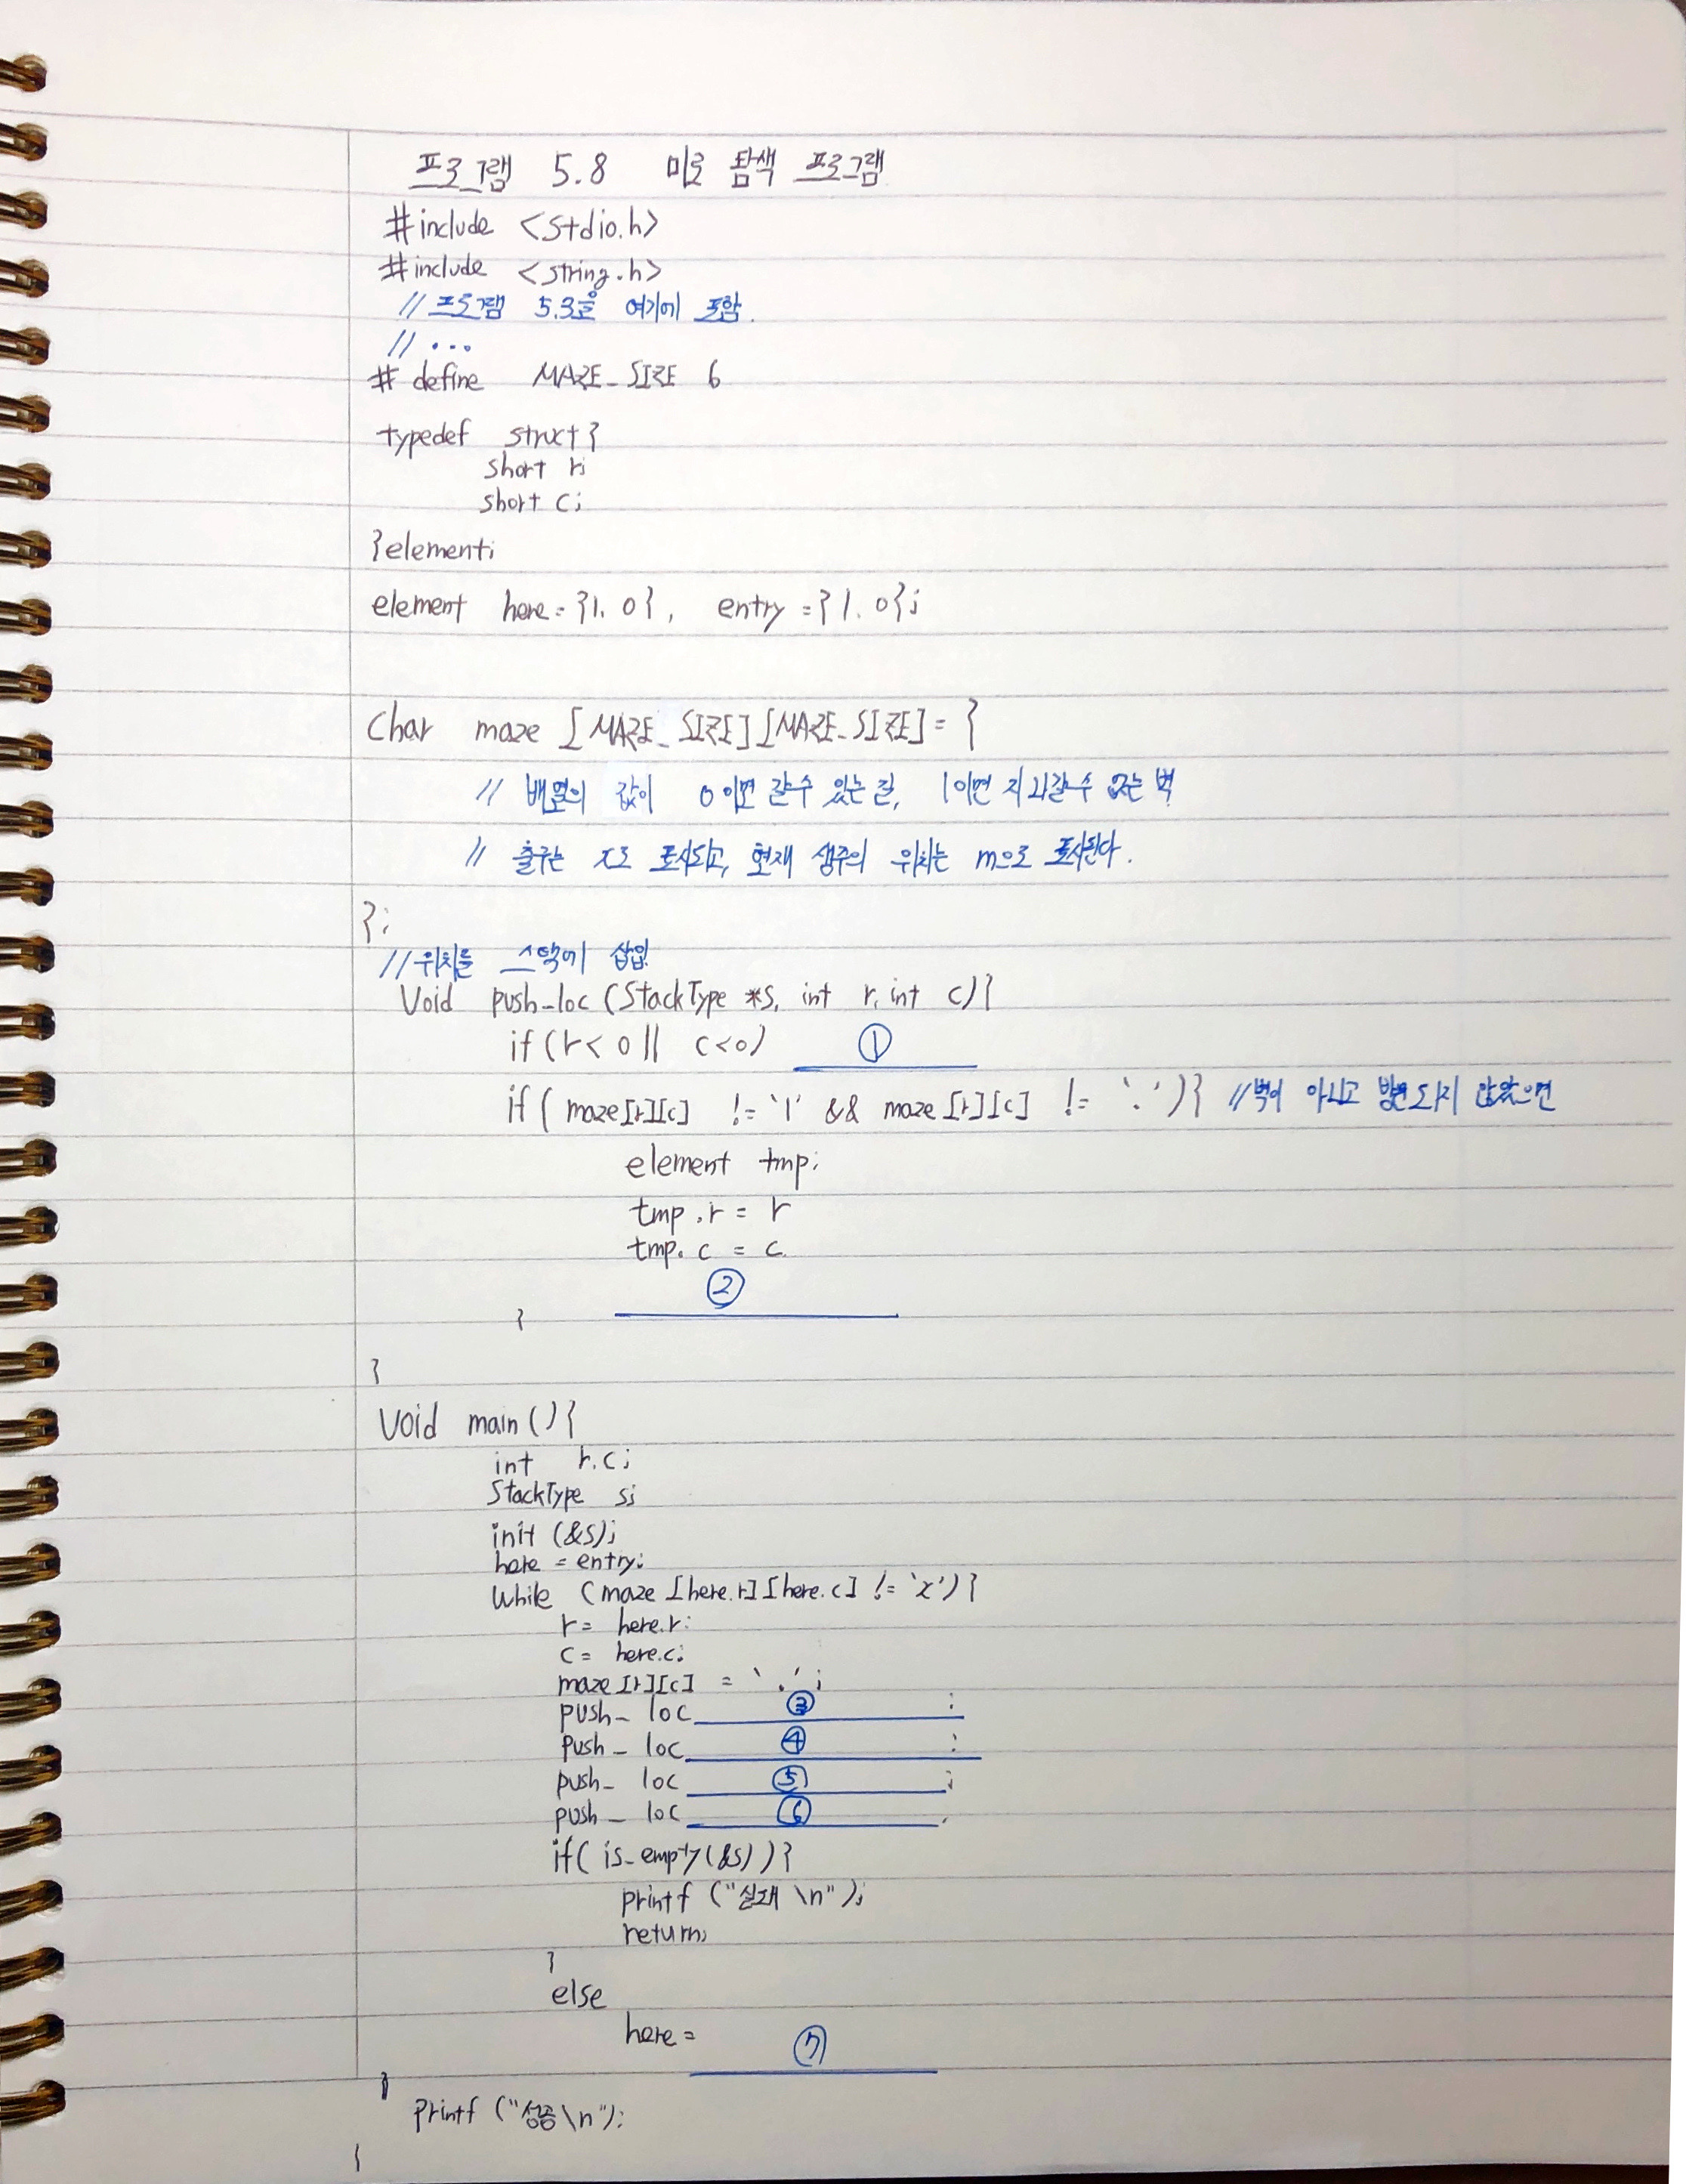 프로그램 5.8 미로 탐색 프로그램
#include <stdio.h>
#include <string.h>
// 프로그램 5.3을 여기에 포함.
// ...
# define MAZE_SIZE 6
typedef struct {
short r;
short c;
}element;
element here={1.0}, entry={1.0};
Char maze [MAZE_SIZE][MAZE_SIZE]= {
// 배열의 값이 0이면 갈수 있는 길, 1이면 지나갈수 없는 벽
// 출구는 x로 표시되고, 현재 생쥐의 위치는 m으로 표시된다.
};
// 위치를 스택에 삽입
Void push_loc (StackType *s, int r, int c){
if (r< 0 || c<0) ①
if ( maze[r][c] != '1' && maze[r][c] != '.' ){ //벽이 아니고 방문되지 않았으면
element tmp;
tmp.r = r
tmp.c = c
②
}
}
Void main (){
int r.c;
StackType s;
init (&s);
here = entry;
While (maze [here.r][here.c] != 'x'){
r= here.r;
c= here.c;
maze[r][c] = '.';
push_ loc ③ ;
push_ loc ④ ;
push_ loc ⑤ ;
push_ loc ⑥ ,
if( is_empty(&s) ){
printf ("실패 \n");
return;
}
else
here = ⑦
}
printf ("성공\n");
}